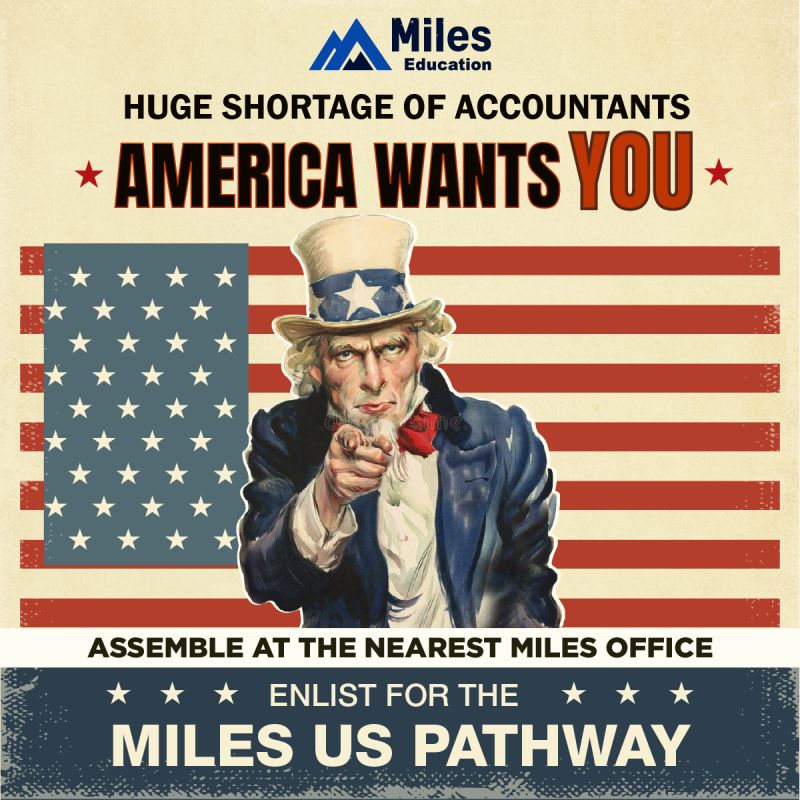 Miles
Education
HUGE SHORTAGE OF ACCOUNTANTS
AMERICA WANTS YOU
ASSEMBLE AT THE NEAREST MILES OFFICE
ENLIST FOR THE
MILES US PATHWAY